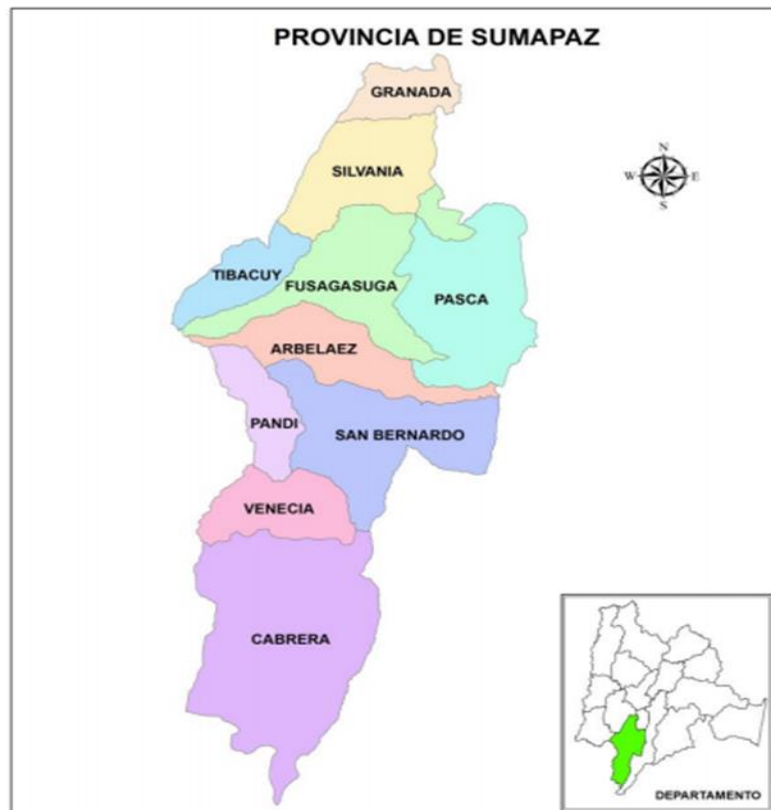 PROVINCIA DE SUMAPAZ
GRANADA
N
W E
S
SILVANIA
TIBACUY
FUSAGASUGA
PASCA
ARBELAEZ
PANDI
SAN BERNARDO
VENECIA
CABRERA
DEPARTAMENTO